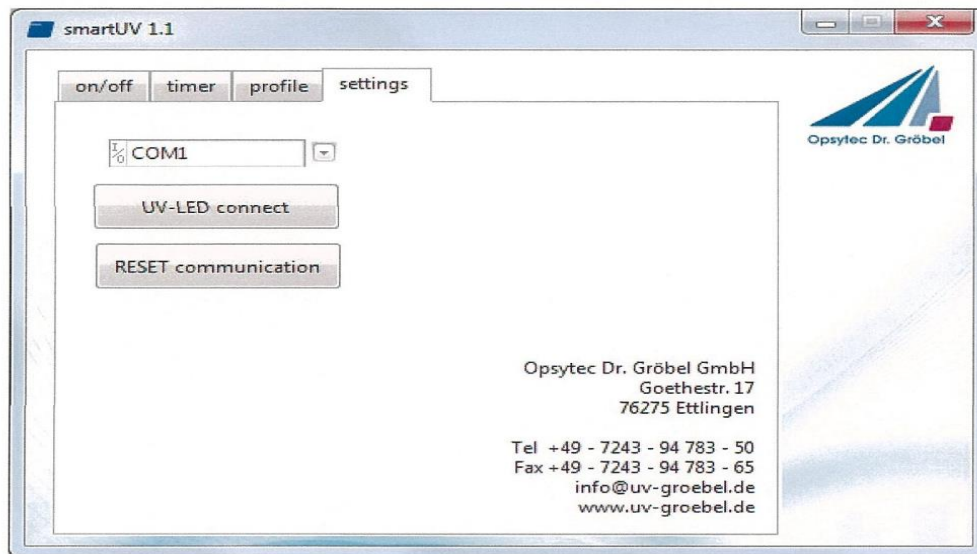 smartUV 1.1
on/off timer profile settings
Opsytec Dr. Gröbel
I/O COM1
UV-LED connect
RESET communication
Opsytec Dr. Gröbel GmbH
Goethestr. 17
76275 Ettlingen
Tel +49 - 7243 - 94 783 - 50
Fax +49 - 7243 - 94 783 - 65
info@uv-groebel.de
www.uv-groebel.de